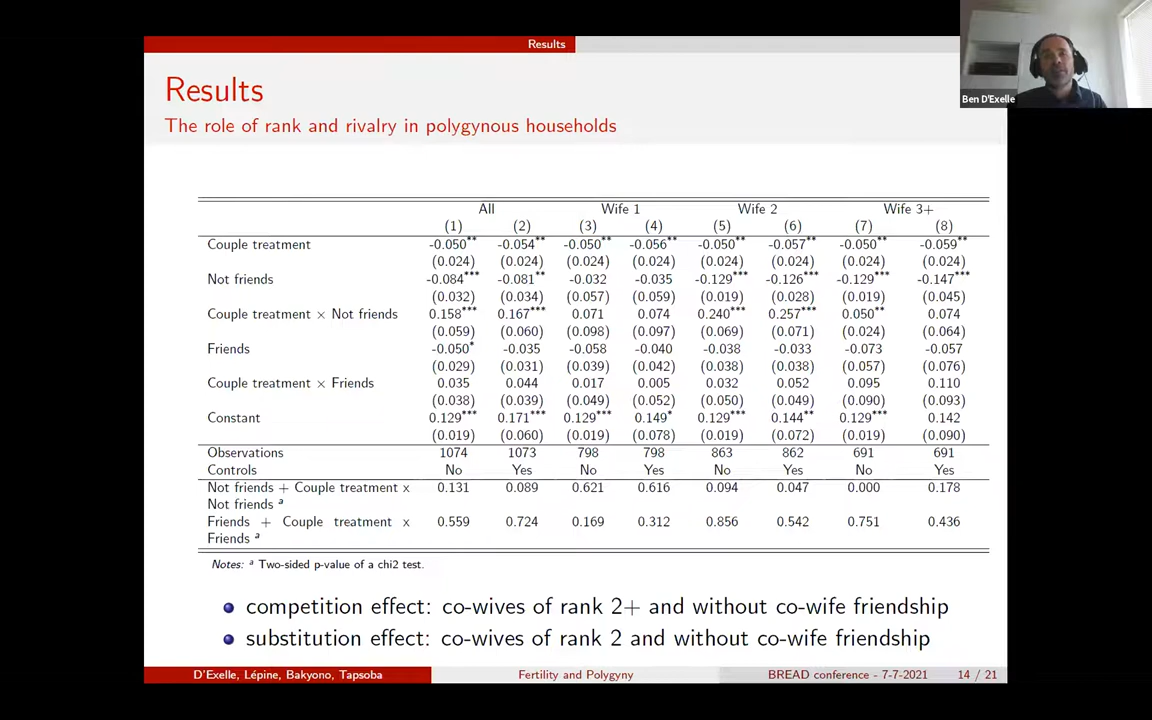 Results
Ben D'Exelle
Results
The role of rank and rivalry in polygynous households
All Wife 1 Wife 2 Wife 3+
(1) (2) (3) (4) (5) (6) (7) (8)
Couple treatment -0.050** -0.054** -0.050** -0.056** -0.050** -0.057** -0.050** -0.059**
(0.024) (0.024) (0.024) (0.024) (0.024) (0.024) (0.024) (0.024)
Not friends -0.084*** -0.081** -0.032 -0.035 -0.129*** -0.126*** -0.129*** -0.147***
(0.032) (0.034) (0.057) (0.059) (0.019) (0.028) (0.019) (0.045)
Couple treatment × Not friends 0.158*** 0.167*** 0.071 0.074 0.240*** 0.257*** 0.050** 0.074
(0.059) (0.060) (0.098) (0.097) (0.069) (0.071) (0.024) (0.064)
Friends -0.050* -0.035 -0.058 -0.040 -0.038 -0.033 -0.073 -0.057
(0.029) (0.031) (0.039) (0.042) (0.038) (0.038) (0.057) (0.076)
Couple treatment × Friends 0.035 0.044 0.017 0.005 0.032 0.052 0.095 0.110
(0.038) (0.039) (0.049) (0.052) (0.050) (0.049) (0.090) (0.093)
Constant 0.129*** 0.171*** 0.129*** 0.149* 0.129*** 0.144** 0.129*** 0.142
(0.019) (0.060) (0.019) (0.078) (0.019) (0.072) (0.019) (0.090)
Observations 1074 1073 798 798 863 862 691 691
Controls No Yes No Yes No Yes No Yes
Not friends + Couple treatment x 0.131 0.089 0.621 0.616 0.094 0.047 0.000 0.178
Not friends a
Friends + Couple treatment x 0.559 0.724 0.169 0.312 0.856 0.542 0.751 0.436
Friends a
Notes: a Two-sided p-value of a chi2 test.
competition effect: co-wives of rank 2+ and without co-wife friendship
substitution effect: co-wives of rank 2 and without co-wife friendship
D'Exelle, Lépine, Bakyono, Tapsoba Fertility and Polygyny BREAD conference - 7-7-2021 14 / 21